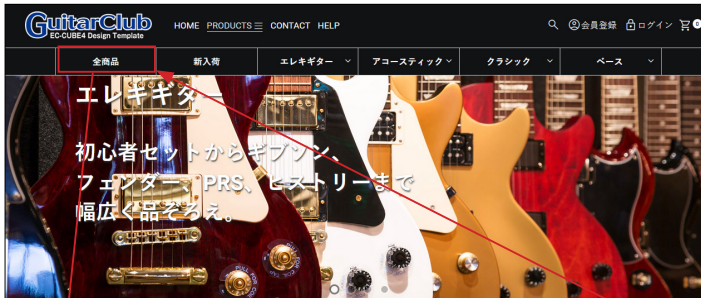 GuitarClub
EC-CUBE4 Design Template
HOME PRODUCTS CONTACT HELP
会員登録 ログイン 0
全商品 新入荷 エレキギター アコースティック クラシック ベース
エレキギター
初心者セットからギブソン、
フェンダー、PRS、ヒストリーまで
幅広く品ぞろえ。